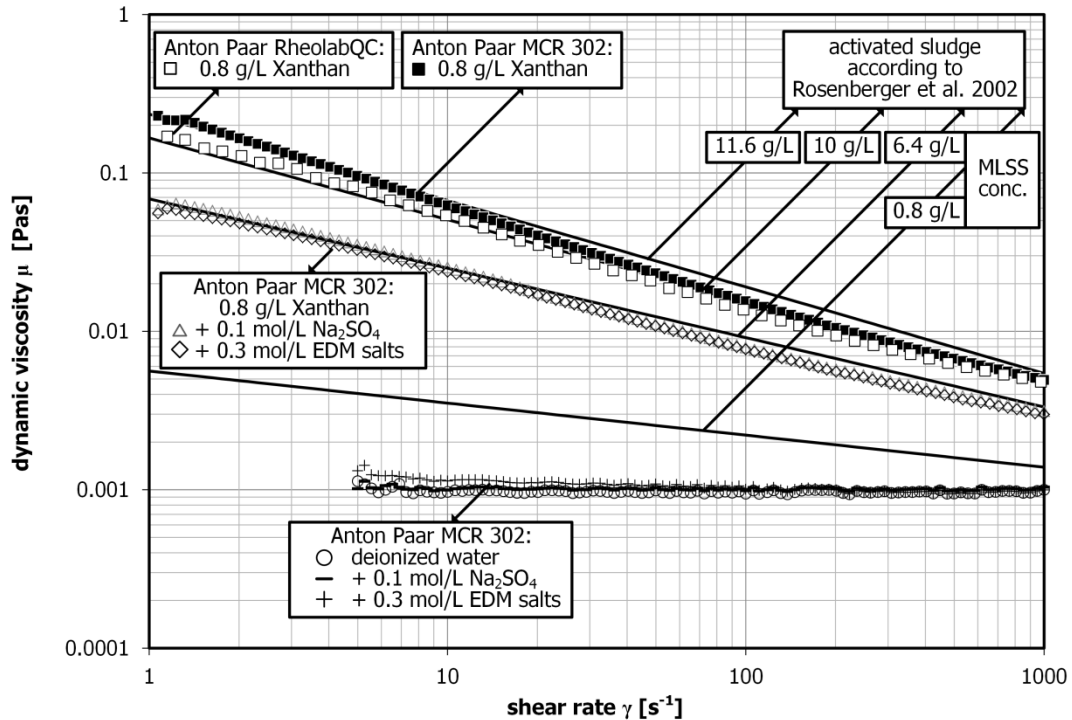 1
Anton Paar RheolabQC:
□ 0.8 g/L Xanthan
Anton Paar MCR 302:
■ 0.8 g/L Xanthan
activated sludge
according to
Rosenberger et al. 2002
11.6 g/L
10 g/L
6.4 g/L
0.8 g/L
MLSS
conc.
0.1
dynamic viscosity μ [Pas]
Anton Paar MCR 302:
0.8 g/L Xanthan
△ + 0.1 mol/L Na₂SO₄
◇ + 0.3 mol/L EDM salts
0.01
0.001
Anton Paar MCR 302:
○ deionized water
− + 0.1 mol/L Na₂SO₄
+ + 0.3 mol/L EDM salts
0.0001
1
10
100
1000
shear rate γ [s⁻¹]